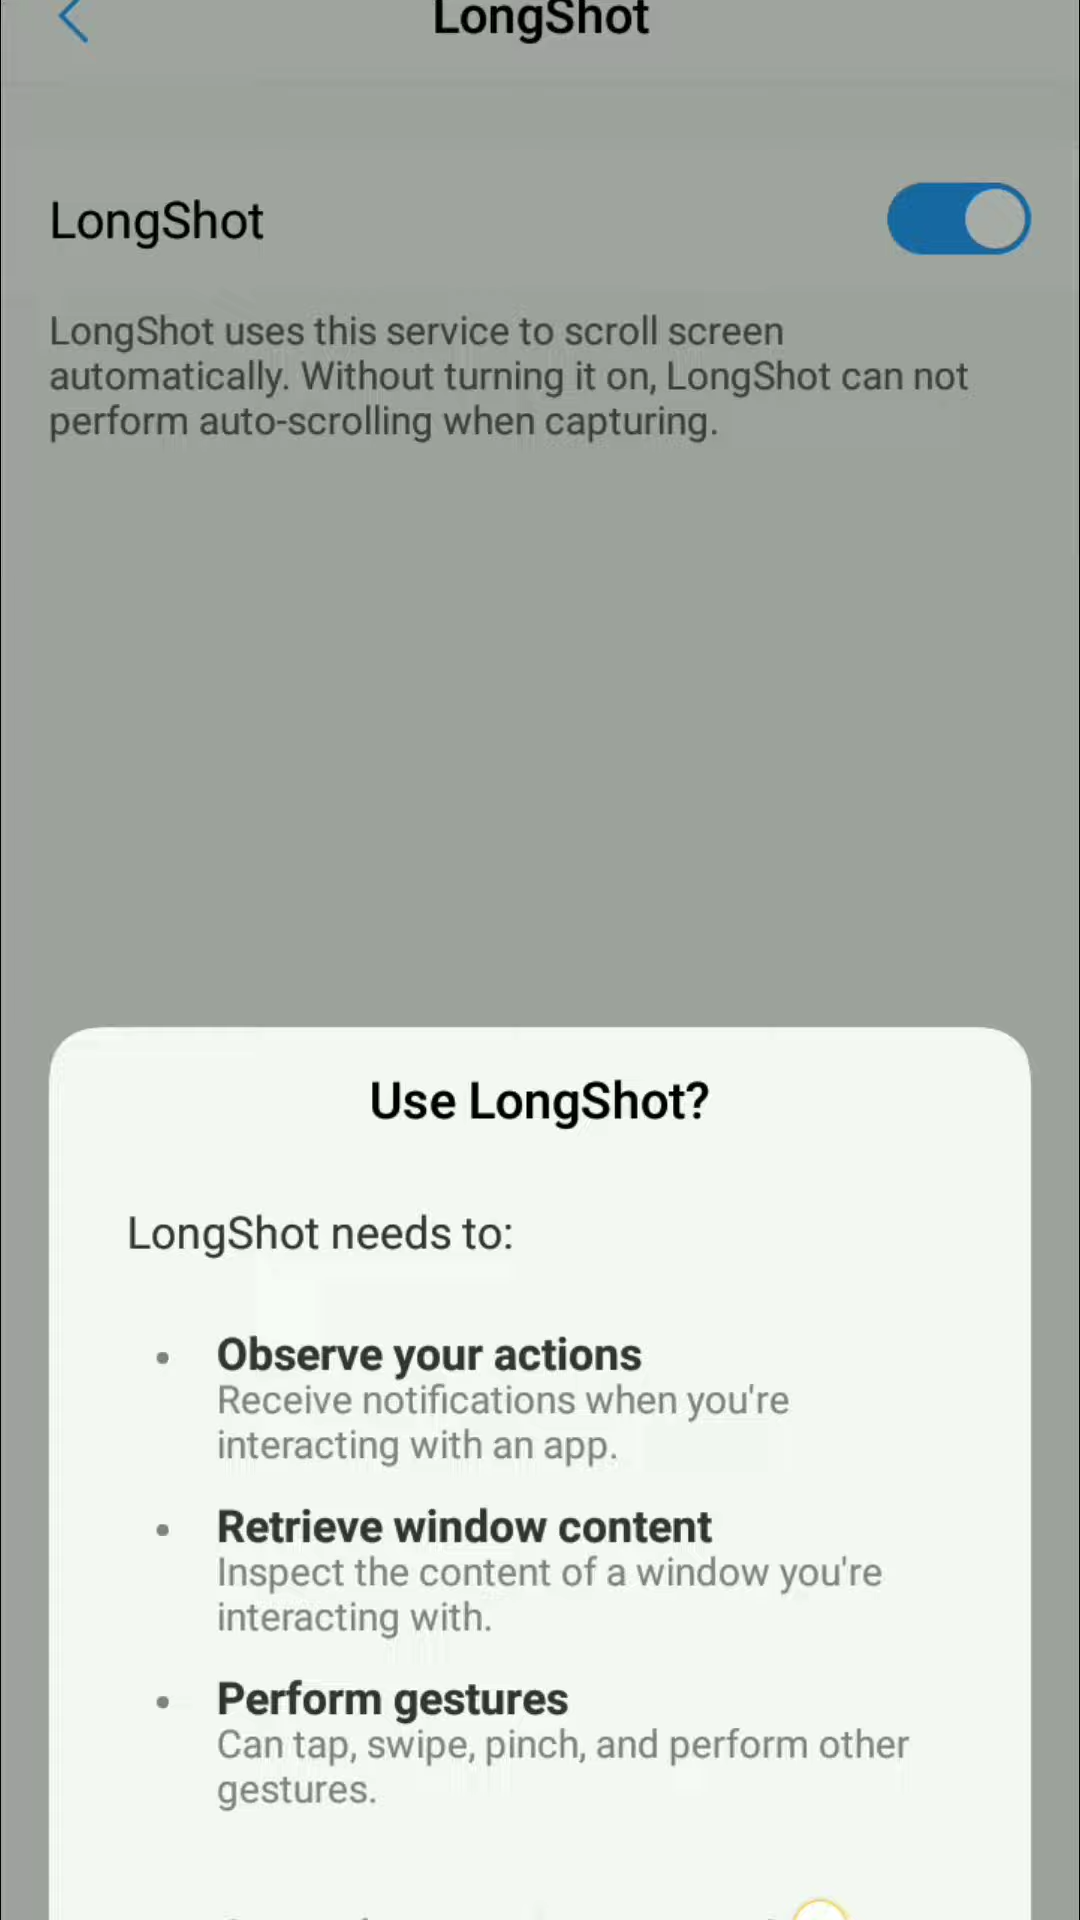 LongShot
LongShot
LongShot uses this service to scroll screen
automatically. Without turning it on, LongShot can not
perform auto-scrolling when capturing.
Use LongShot?
LongShot needs to:
• Observe your actions
Receive notifications when you're
interacting with an app.
• Retrieve window content
Inspect the content of a window you're
interacting with.
• Perform gestures
Can tap, swipe, pinch, and perform other
gestures.